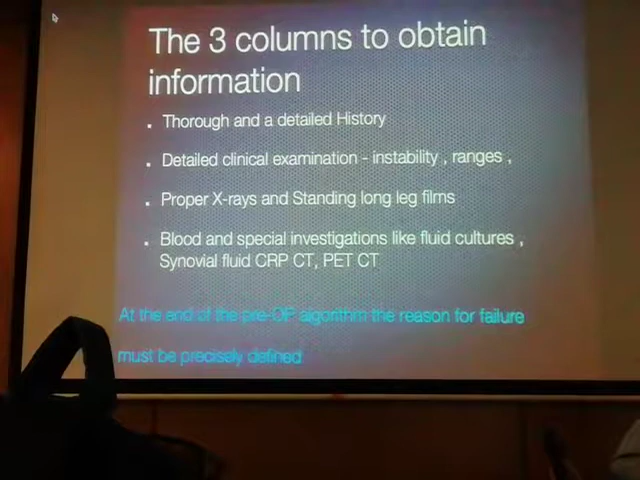 The 3 columns to obtain
information
. Thorough and a detailed History
. Detailed clinical examination - instability , ranges ,
. Proper X-rays and Standing long leg films
. Blood and special investigations like fluid cultures ,
Synovial fluid CRP CT, PET CT
At the end of the pre-OP algorithm the reason for failure
must be precisely defined